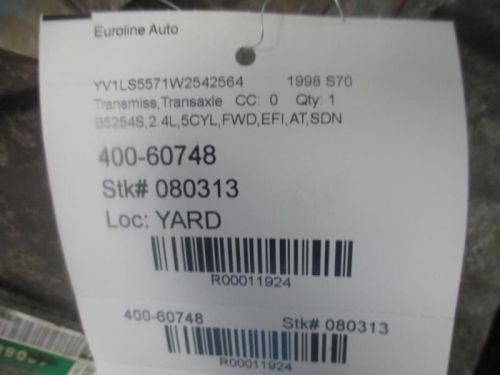 Euroline Auto
YV1LS5571W2542564 1998 S70
Transmiss,Transaxle CC: 0 Qty: 1
B5254S,2.4L,5CYL,FWD,EFI,AT,SDN
400-60748
Stk# 080313
Loc: YARD
R00011924
400-60748 Stk# 080313
R00011924